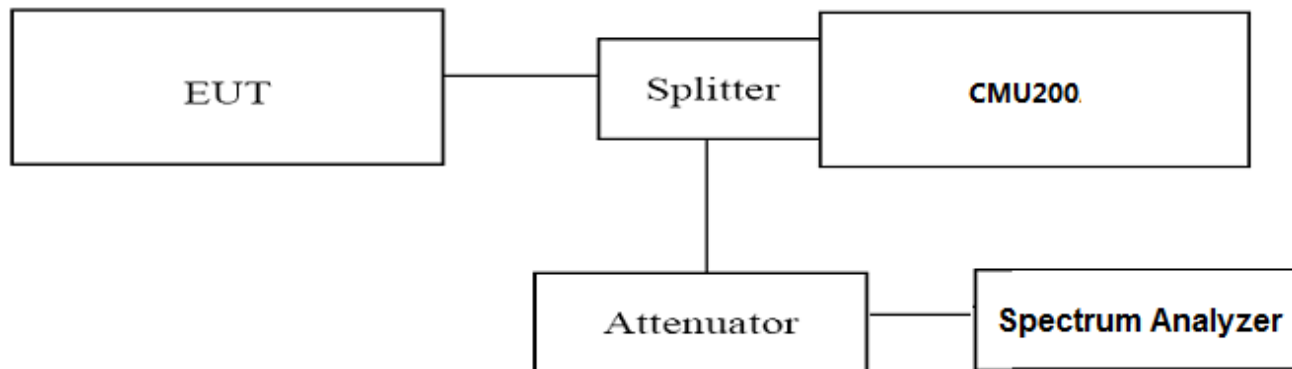 EUT
Splitter
CMU200
Attenuator
Spectrum Analyzer